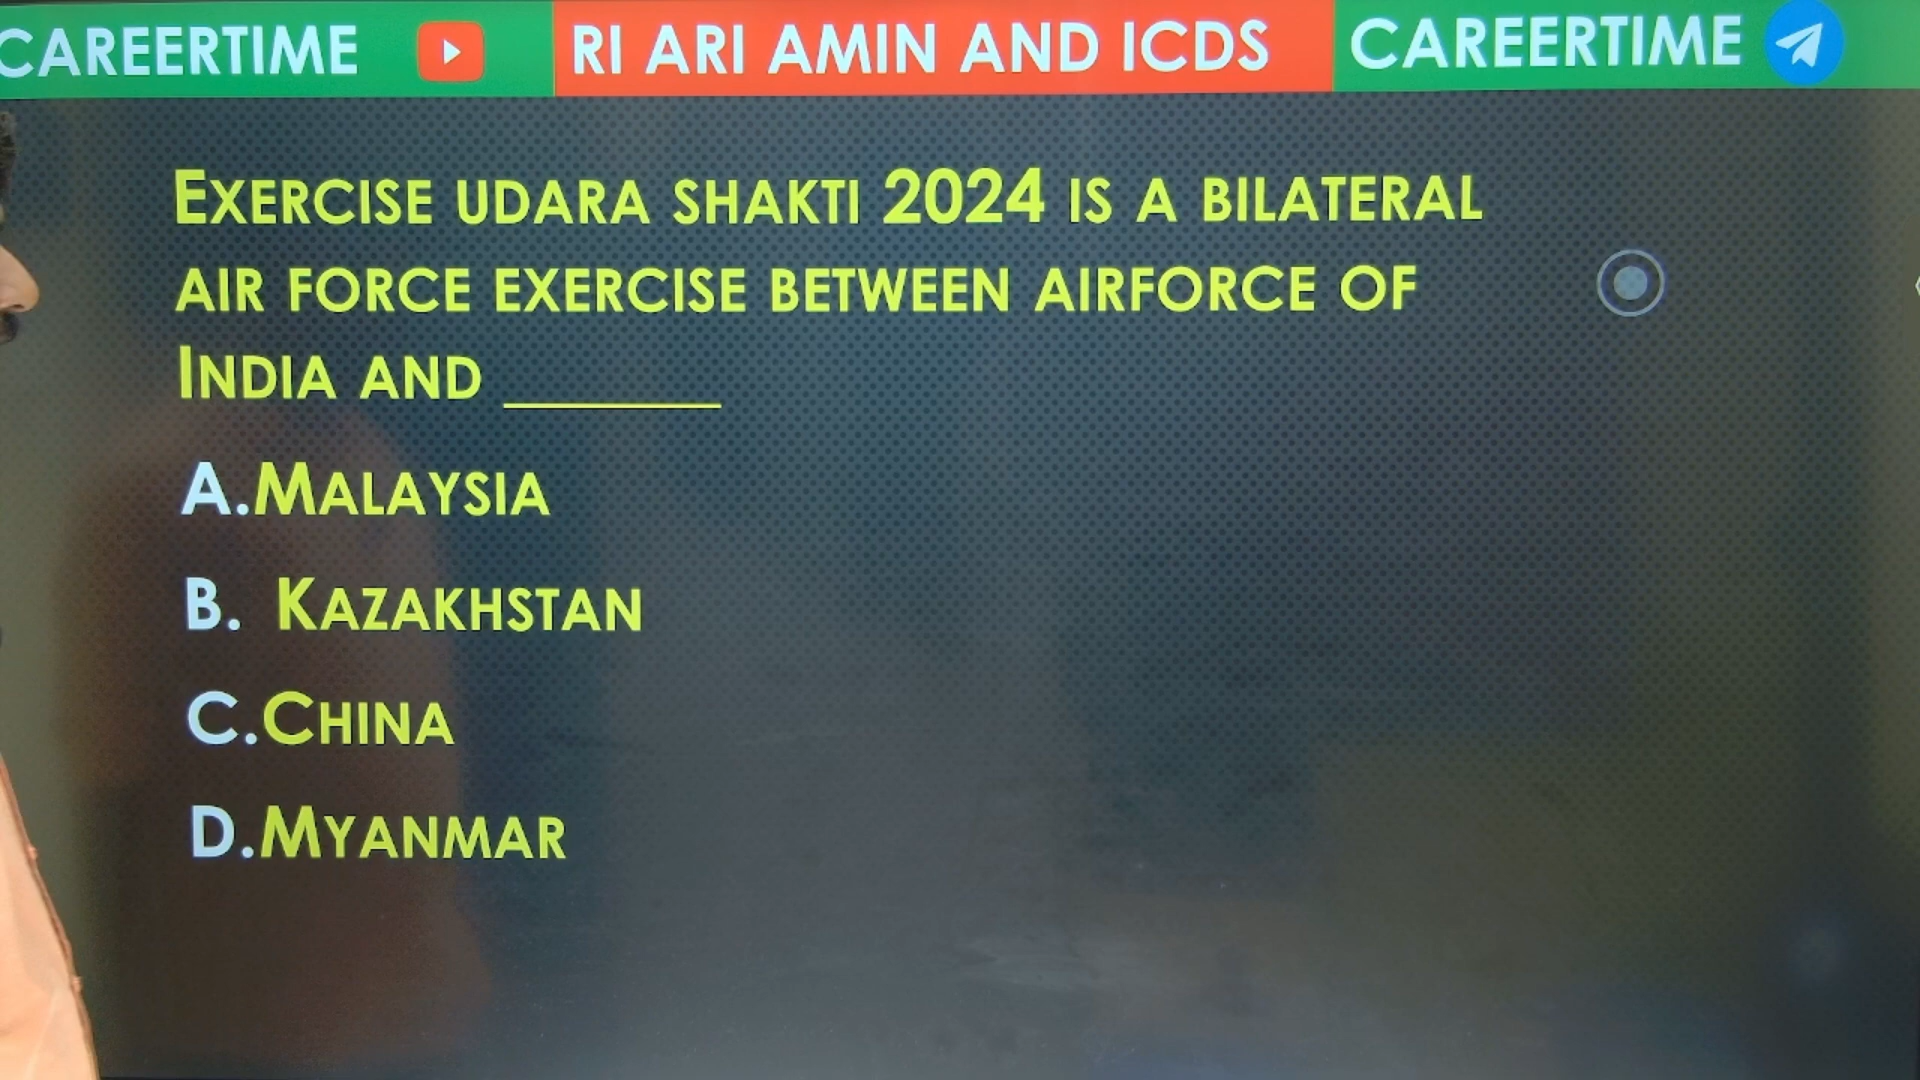 CAREERTIME RI ARI AMIN AND ICDS CAREERTIME
EXERCISE UDARA SHAKTI 2024 IS A BILATERAL
AIR FORCE EXERCISE BETWEEN AIRFORCE OF
INDIA AND ________
A.MALAYSIA
B. KAZAKHSTAN
C.CHINA
D.MYANMAR